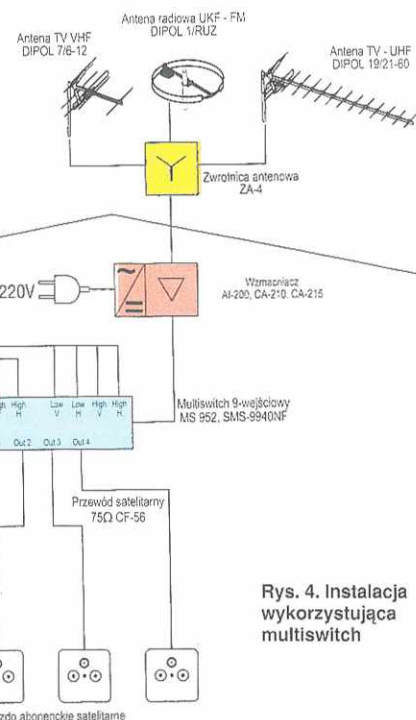 Antena radiowa UKF - FM
DIPOL 1/RUZ
Antena TV VHF
DIPOL 7/6-12
Antena TV - UHF
DIPOL 19/21-60
Zwrotnica antenowa
ZA-4
220V
Wzmacniacz
AI-200, CA-210, CA-215
High
H
Low
V
Low
H
High
V
High
H
Out 2
Out 3
Out 4
Multiswitch 9-wejściowy
MS 952, SMS-9940NF
Przewód satelitarny
75Ω CF-56
Rys. 4. Instalacja
wykorzystująca
multiswitch
abonenckie satelitarne